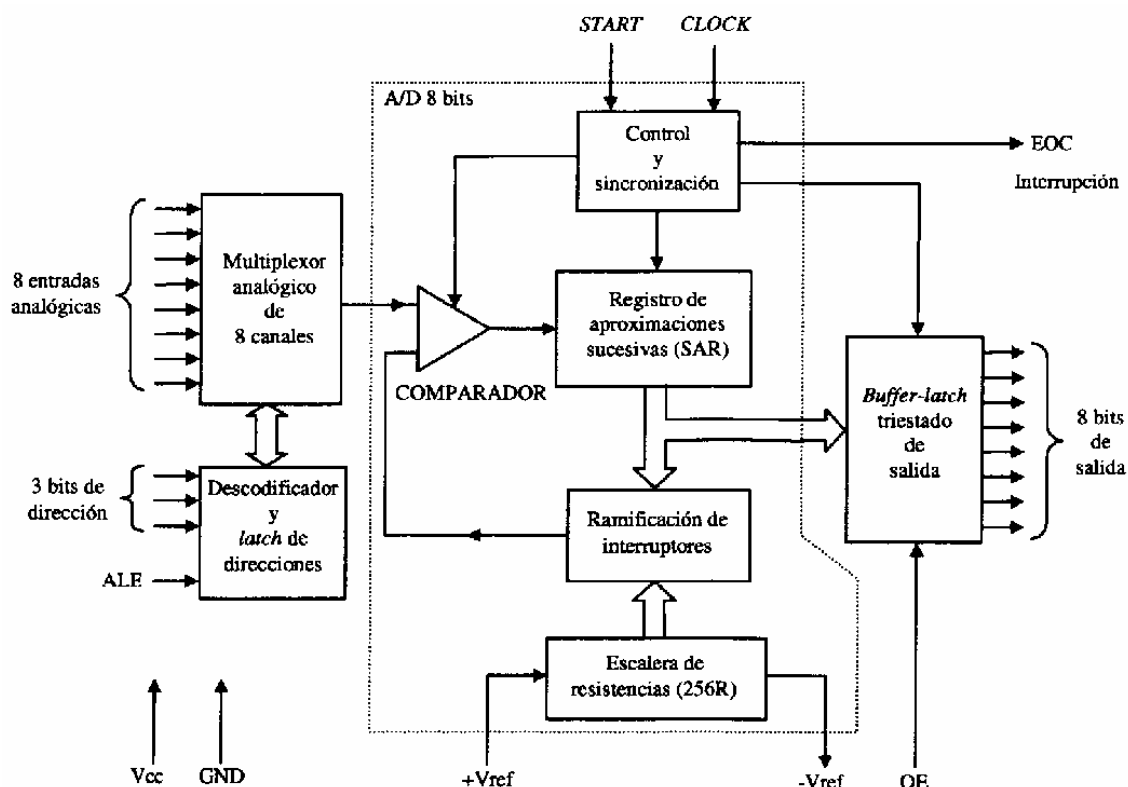 START
CLOCK
A/D 8 bits
Control
y
sincronización
EOC
Interrupción
8 entradas
analógicas
Multiplexor
analógico
de
8 canales
COMPARADOR
Registro de
aproximaciones
sucesivas (SAR)
Buffer-latch
triestado
de
salida
8 bits
de
salida
3 bits de
dirección
ALE
Descodificador
y
latch de
direcciones
Ramificación de
interruptores
Escalera de
resistencias (256R)
Vcc
GND
+Vref
-Vref
OE